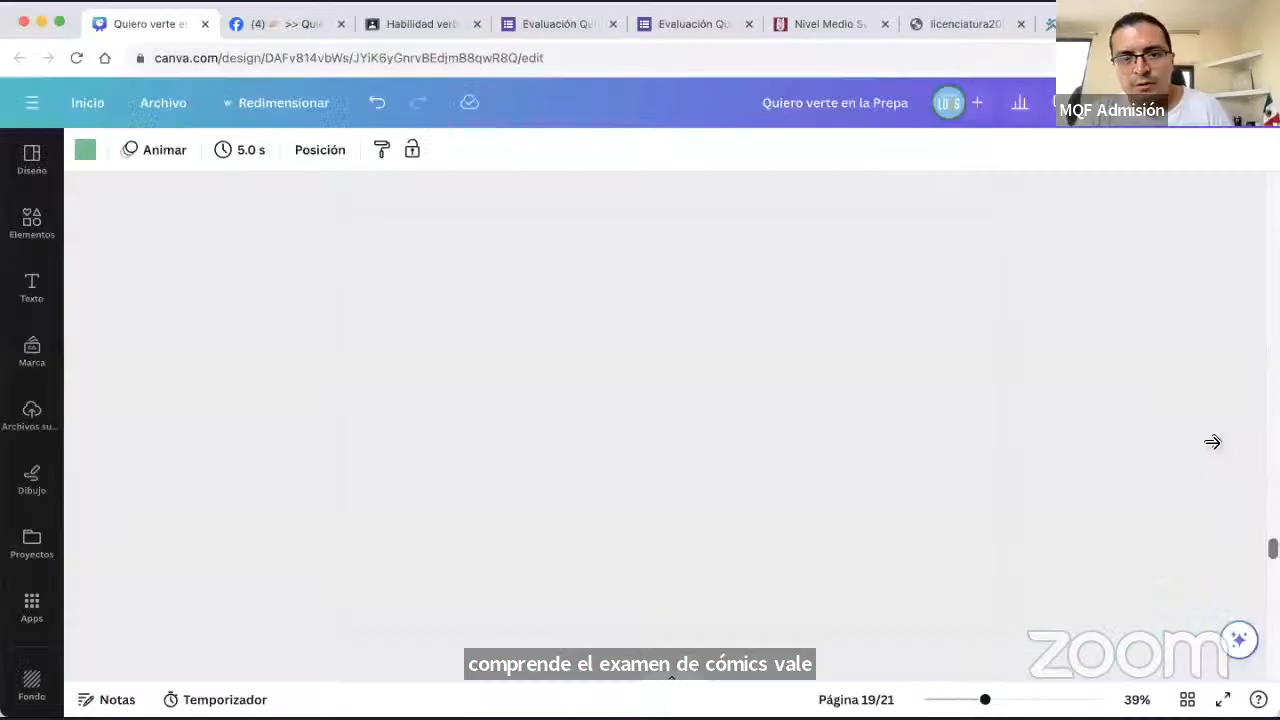 Quiero verte e
(4) >> Quie
Habilidad verb
Evaluación Qu
Evaluación Qu
Nivel Medio Su
licenciatura20
canva.com/design/DAFv814vbWs/JYiK6yGnrvBEdjmB8qwR8Q/edit
Inicio
Archivo
Redimensionar
Quiero verte en la Prepa
MQF Admisión
Animar
5.0 s
Posición
Diseño
Elementos
Texto
Marca
Archivos su...
Dibujo
Proyectos
Apps
Fondo
comprende el examen de cómics vale
zoom
Notas
Temporizador
Página 19/21
39%